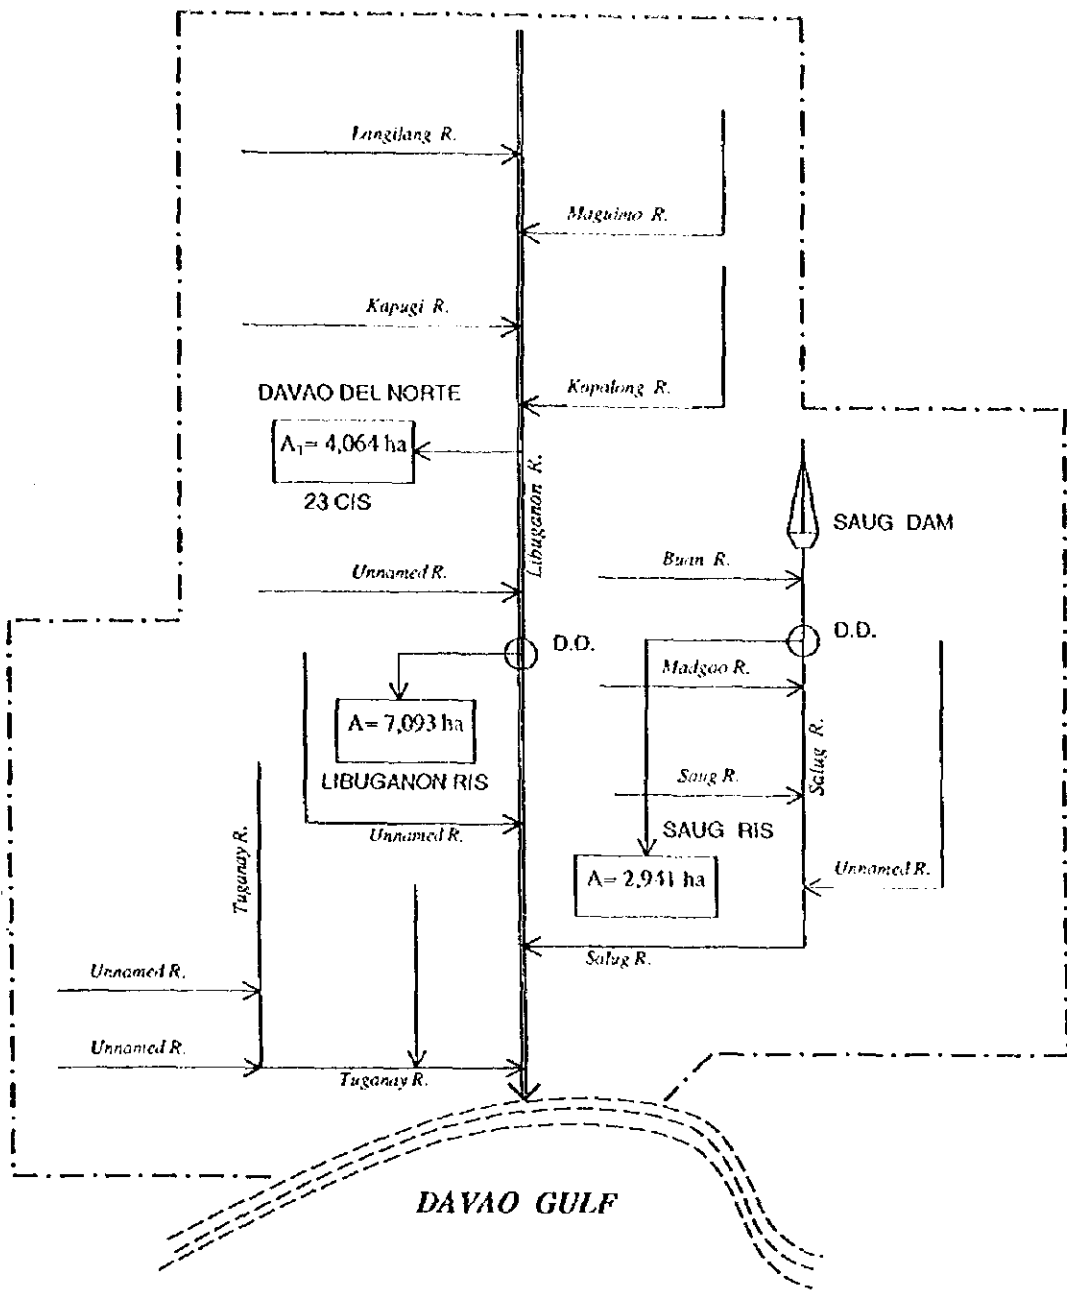 Langilang R.
Maguimo R.
Kapugi R.
Kopalong R.
DAVAO DEL NORTE
A1= 4,064 ha
23 CIS
Libuganon R.
SAUG DAM
Buan R.
Unnamed R.
D.D.
D.D.
Madgao R.
A= 7,093 ha
LIBUGANON RIS
Salug R.
Saug R.
SAUG RIS
Unnamed R.
Tuganay R.
A= 2,941 ha
Unnamed R.
Salug R.
Unnamed R.
Unnamed R.
Tuganay R.
DAVAO GULF